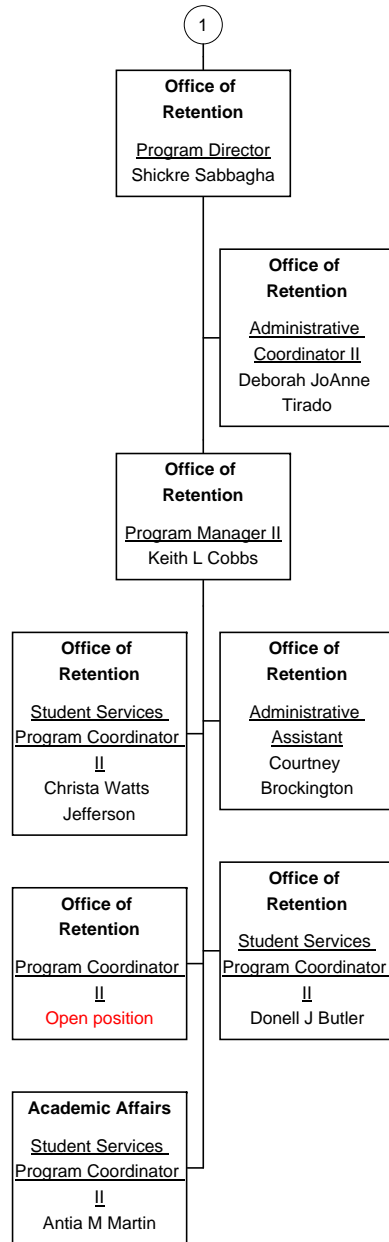 1
Office of
Retention
Program Director
Shickre Sabbagha
Office of
Retention
Administrative
Coordinator II
Deborah JoAnne
Tirado
Office of
Retention
Program Manager II
Keith L Cobbs
Office of
Retention
Student Services
Program Coordinator
II
Christa Watts
Jefferson
Office of
Retention
Administrative
Assistant
Courtney
Brockington
Office of
Retention
Program Coordinator
II
Open position
Office of
Retention
Student Services
Program Coordinator
II
Donell J Butler
Academic Affairs
Student Services
Program Coordinator
II
Antia M Martin